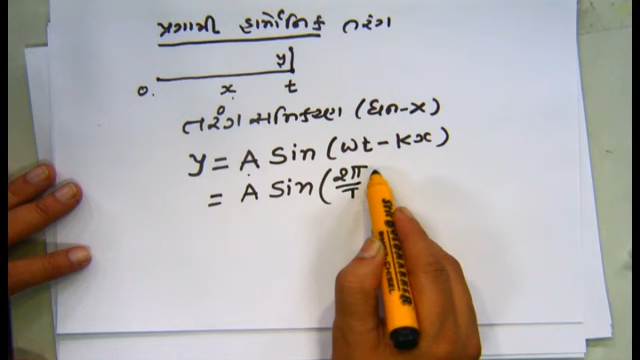 પ્રગામી હાર્મોનિક તરંગ
y
0. x t
તરંગ સમિકરણ (ધન-x)
y = A Sin (ωt - kx)
= A Sin ( 2π/T